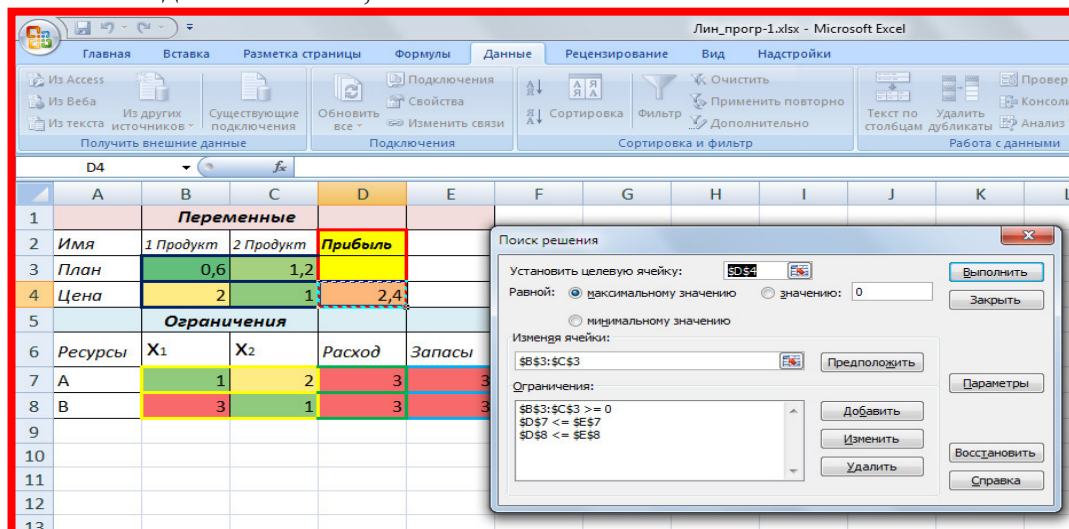 Лин_прогр-1.xlsx - Microsoft Excel
Главная Вставка Разметка страницы Формулы Данные Рецензирование Вид Надстройки
Из Access
Из Веба
Из текста
Из других источников
Существующие подключения
Получить внешние данные
Обновить все
Подключения
Свойства
Изменить связи
Подключения
Сортировка
Фильтр
Очистить
Применить повторно
Дополнительно
Сортировка и фильтр
Текст по столбцам
Удалить дубликаты
Провер
Консоли
Анализ
Работа с данными
D4 fx
A B C D E F G H I J K L
1 Переменные
2 Имя 1 Продукт 2 Продукт Прибыль
3 План 0,6 1,2
4 Цена 2 1 2,4
5 Ограничения
6 Ресурсы X1 X2 Расход Запасы
7 A 1 2 3 3
8 B 3 1 3 3
9
10
11
12
13
Поиск решения
Установить целевую ячейку: $D$4
Равной: максимальному значению значению: 0
минимальному значению
Изменяя ячейки:
$B$3:$C$3
Предположить
Ограничения:
$B$3:$C$3 >= 0
$D$7 <= $E$7
$D$8 <= $E$8
Добавить
Изменить
Удалить
Выполнить
Закрыть
Параметры
Восстановить
Справка